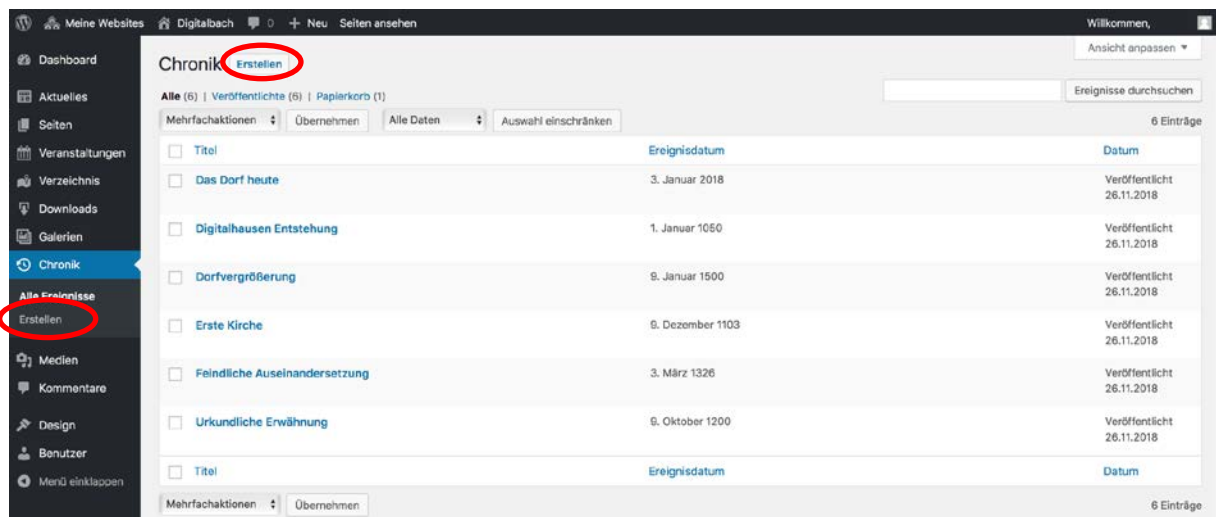 Meine Websites Digitalbach 0 + Neu Seiten ansehen Willkommen,
Ansicht anpassen ▼
Dashboard
Aktuelles
Seiten
Veranstaltungen
Verzeichnis
Downloads
Galerien
Chronik
Alle Ereignisse
Erstellen
Medien
Kommentare
Design
Benutzer
Menü einklappen
Chronik Erstellen
Alle (6) | Veröffentlichte (6) | Papierkorb (1)
Ereignisse durchsuchen
Mehrfachaktionen Übernehmen Alle Daten Auswahl einschränken 6 Einträge
Titel Ereignisdatum Datum
Das Dorf heute 3. Januar 2018 Veröffentlicht
26.11.2018
Digitalhausen Entstehung 1. Januar 1050 Veröffentlicht
26.11.2018
Dorfvergrößerung 9. Januar 1500 Veröffentlicht
26.11.2018
Erste Kirche 9. Dezember 1103 Veröffentlicht
26.11.2018
Feindliche Auseinandersetzung 3. März 1326 Veröffentlicht
26.11.2018
Urkundliche Erwähnung 9. Oktober 1200 Veröffentlicht
26.11.2018
Titel Ereignisdatum Datum
Mehrfachaktionen Übernehmen 6 Einträge